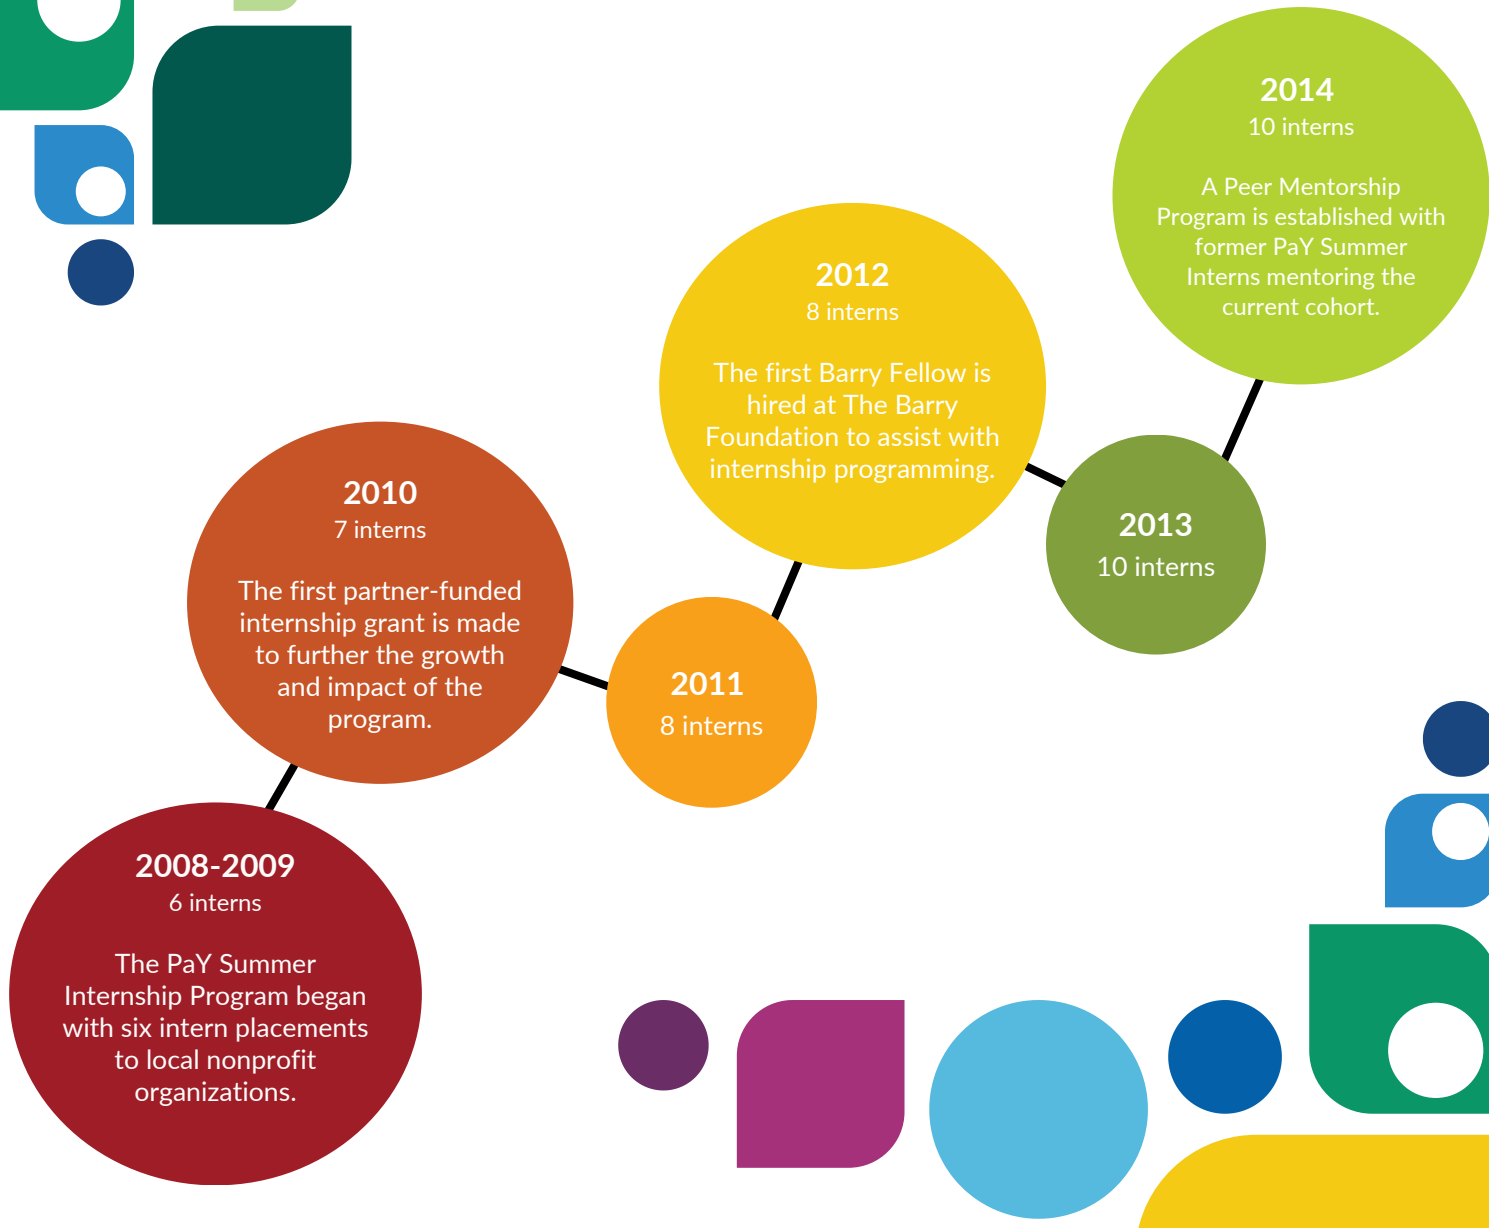 2014
10 interns
A Peer Mentorship
Program is established with
former PaY Summer
Interns mentoring the
current cohort.
2012
8 interns
The first Barry Fellow is
hired at The Barry
Foundation to assist with
internship programming.
2013
10 interns
2010
7 interns
The first partner-funded
internship grant is made
to further the growth
and impact of the
program.
2011
8 interns
2008-2009
6 interns
The PaY Summer
Internship Program began
with six intern placements
to local nonprofit
organizations.